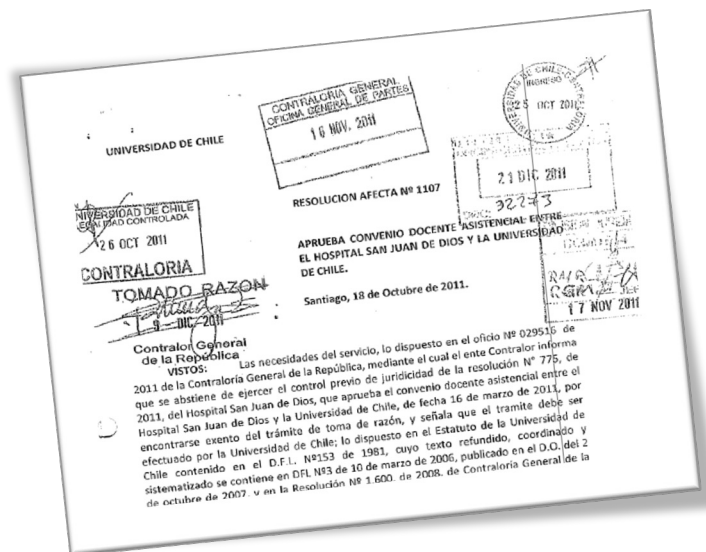 UNIVERSIDAD DE CHILE
CONTRALORIA GENERAL
OFICINA GENERAL DE PARTES
16 NOV. 2011
INGRESO
25 OCT 2011
RESOLUCION AFECTA Nº 1107
21 DIC 2011
32273
UNIVERSIDAD DE CHILE
LEGALIDAD CONTROLADA
26 OCT 2011
CONTRALORIA
APRUEBA CONVENIO DOCENTE ASISTENCIAL ENTRE
EL HOSPITAL SAN JUAN DE DIOS Y LA UNIVERSIDAD
DE CHILE.
TOMADO RAZON
9 DIC 2011
Contralor General
de la República
Santiago, 18 de Octubre de 2011.
17 NOV 2011
VISTOS: Las necesidades del servicio, lo dispuesto en el oficio Nº 029516 de
2011 de la Contraloría General de la República, mediante el cual el ente Contralor informa
que se abstiene de ejercer el control previo de juridicidad de la resolución N° 775, de
2011, del Hospital San Juan de Dios, que aprueba el convenio docente asistencial entre el
Hospital San Juan de Dios y la Universidad de Chile, de fecha 16 de marzo de 2011, por
encontrarse exento del trámite de toma de razón, y señala que el tramite debe ser
efectuado por la Universidad de Chile; lo dispuesto en el Estatuto de la Universidad de
Chile contenido en el D.F.L. Nº153 de 1981, cuyo texto refundido, coordinado y
sistematizado se contiene en DFL Nº3 de 10 de marzo de 2006, publicado en el D.O. del 2
de octubre de 2007, y en la Resolución Nº 1.600, de 2008, de Contraloría General de la